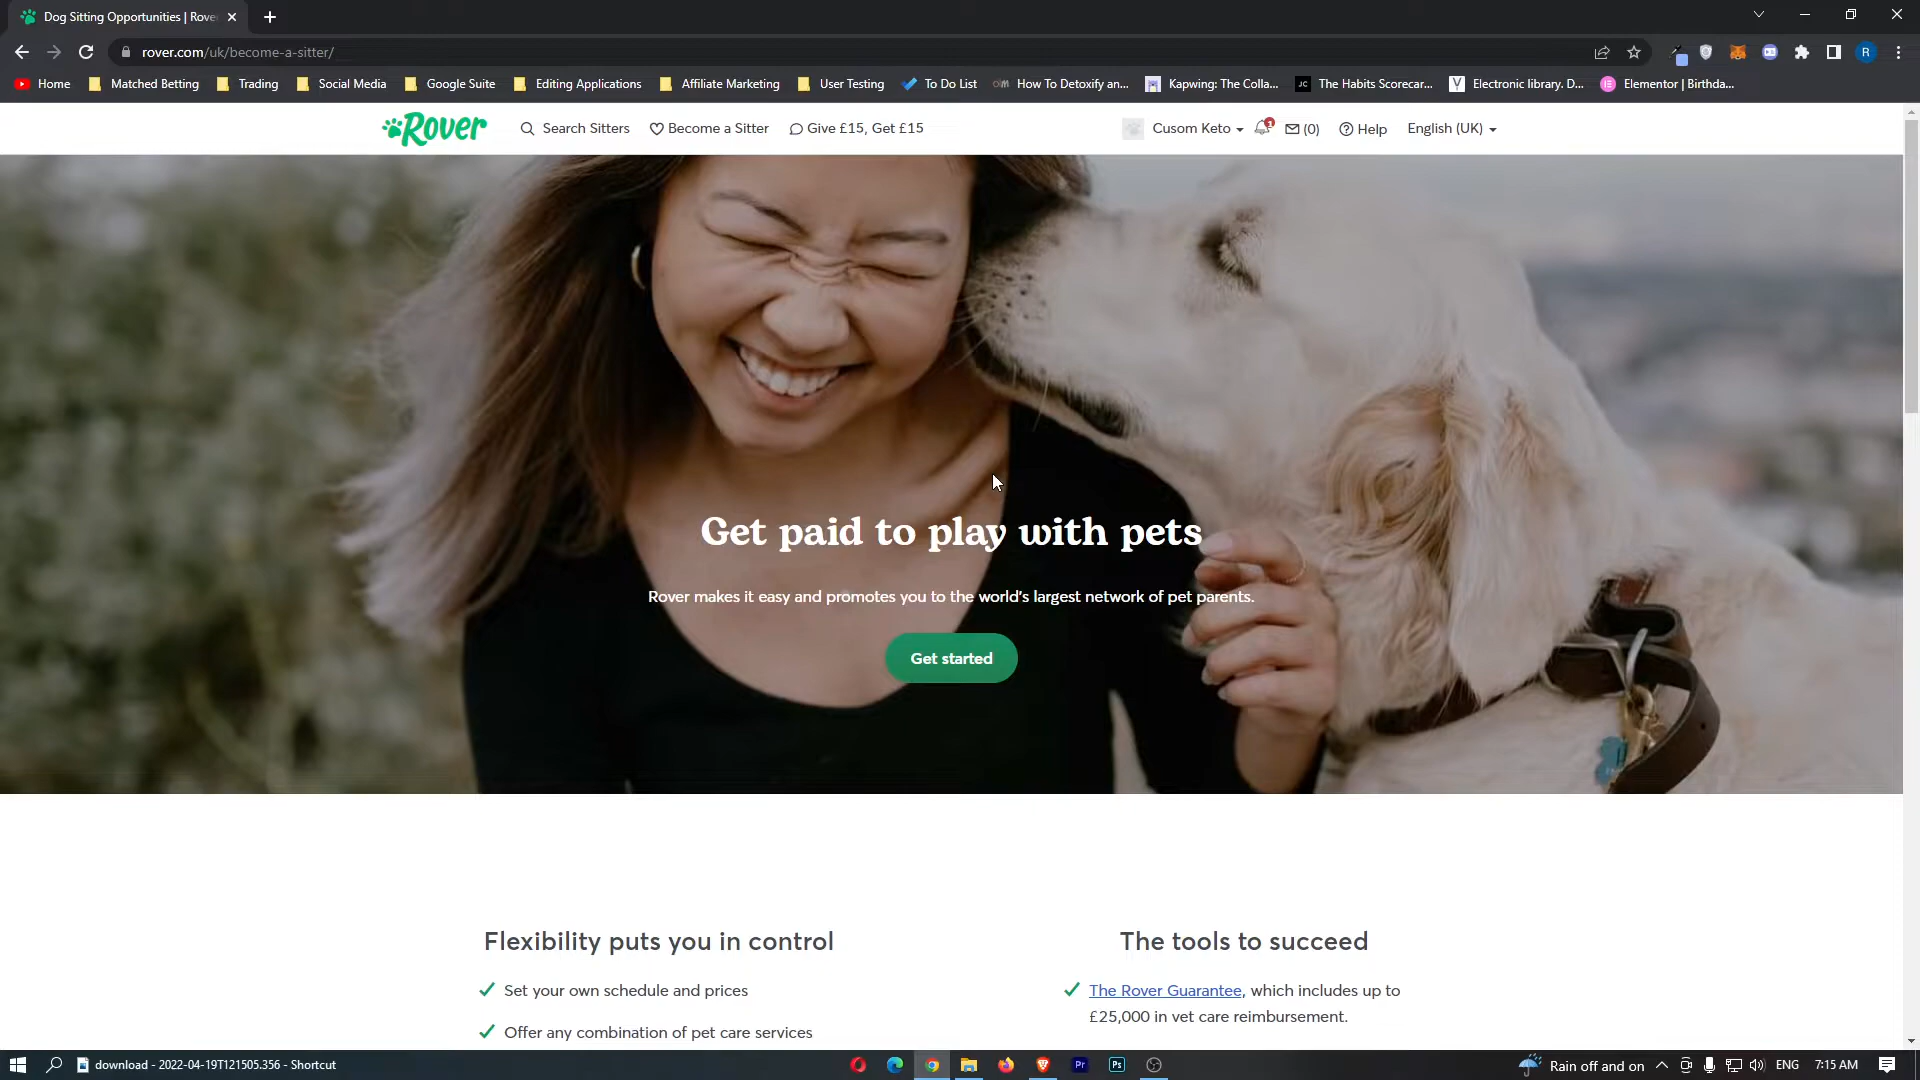 Dog Sitting Opportunities | Rove
rover.com/uk/become-a-sitter/
R
Home
Matched Betting
Trading
Social Media
Google Suite
Editing Applications
Affiliate Marketing
User Testing
To Do List
How To Detoxify an...
Kapwing: The Colla...
JC
The Habits Scorecar...
Electronic library. D...
Elementor | Birthda...
Rover
Search Sitters
Become a Sitter
Give £15, Get £15
Cusom Keto
1
(0)
Help
English (UK)
Get paid to play with pets
Rover makes it easy and promotes you to the world's largest network of pet parents.
Get started
Flexibility puts you in control
Set your own schedule and prices
Offer any combination of pet care services
The tools to succeed
The Rover Guarantee, which includes up to
£25,000 in vet care reimbursement.
download - 2022-04-19T121505.356 - Shortcut
Pr
Ps
Rain off and on
ENG
7:15 AM